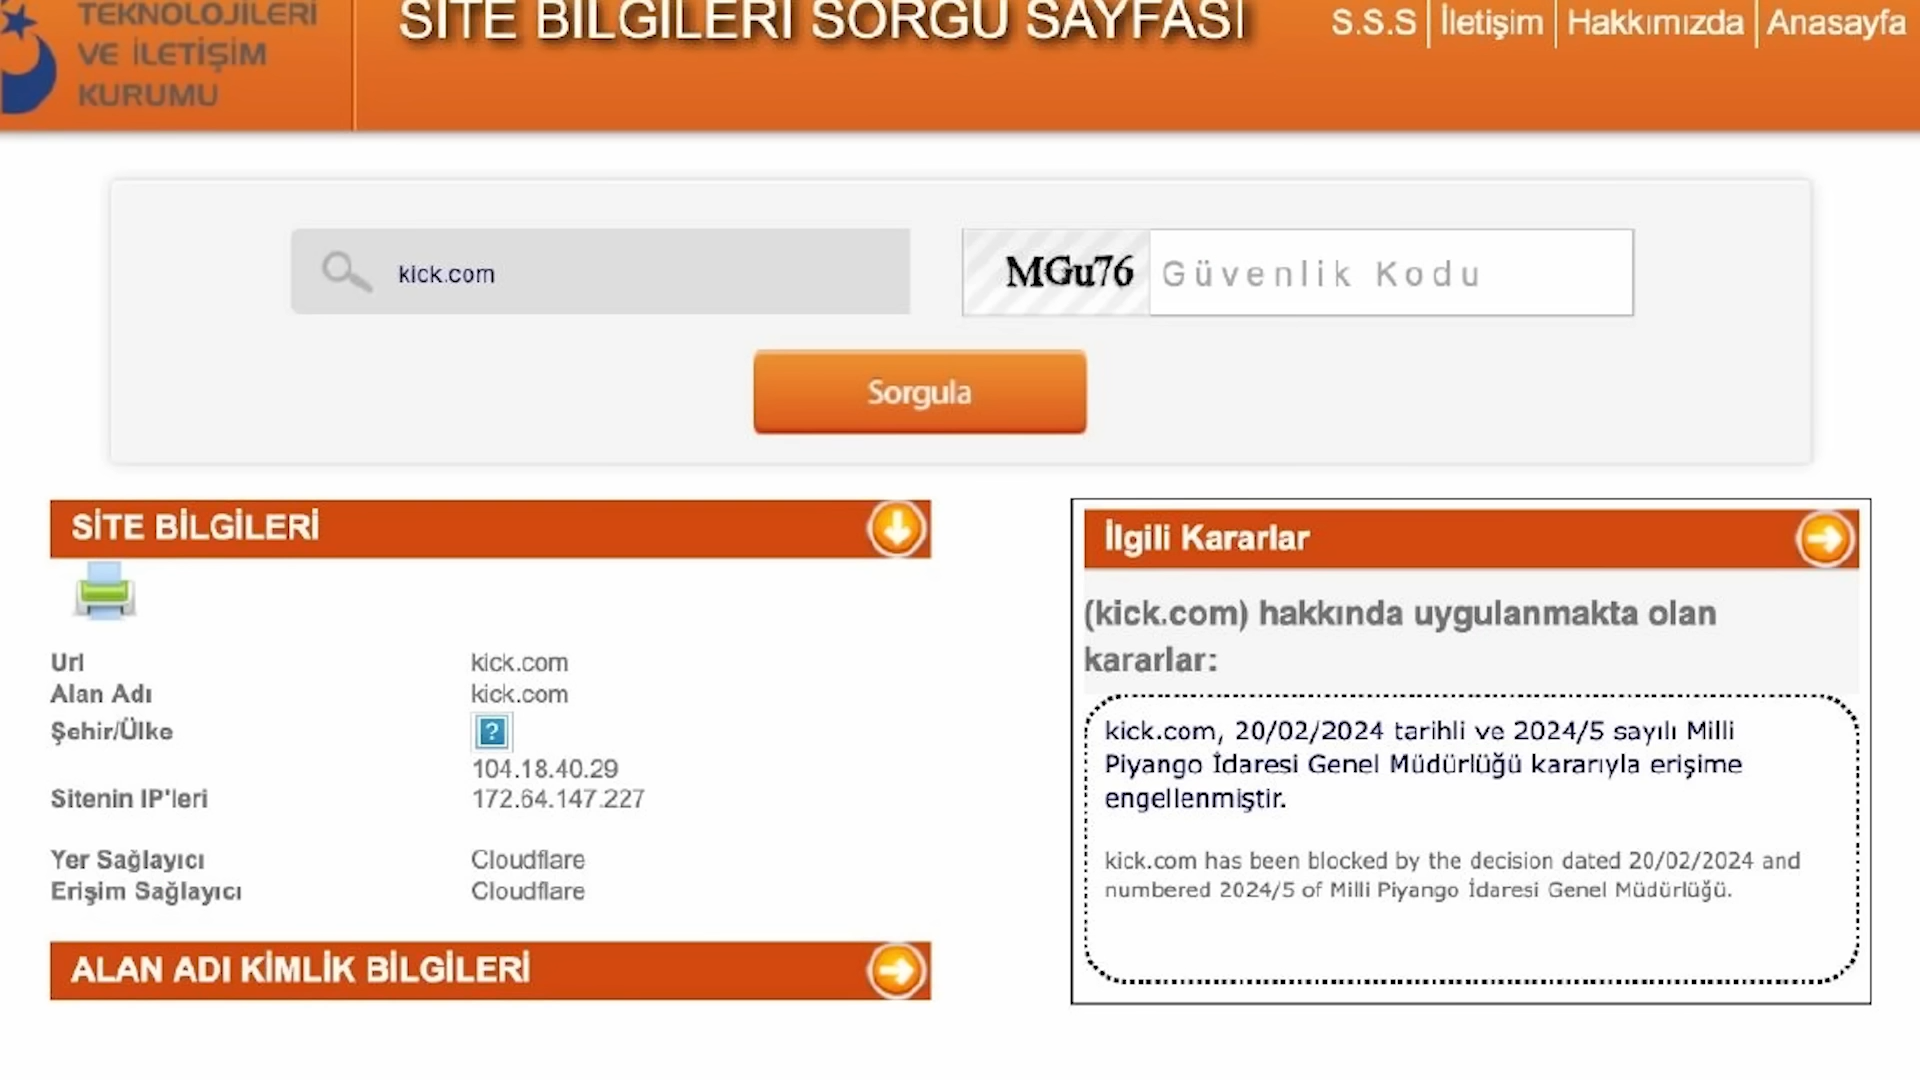 TEKNOLOJİLERİ
VE İLETİŞİM
KURUMU
SİTE BİLGİLERİ SORGU SAYFASI
S.S.S | İletişim | Hakkımızda | Anasayfa
kick.com
MGu76
Güvenlik Kodu
Sorgula
SİTE BİLGİLERİ
Url kick.com
Alan Adı kick.com
Şehir/Ülke ?
104.18.40.29
Sitenin IP'leri 172.64.147.227
Yer Sağlayıcı Cloudflare
Erişim Sağlayıcı Cloudflare
ALAN ADI KİMLİK BİLGİLERİ
İlgili Kararlar
(kick.com) hakkında uygulanmakta olan
kararlar:
kick.com, 20/02/2024 tarihli ve 2024/5 sayılı Milli
Piyango İdaresi Genel Müdürlüğü kararıyla erişime
engellenmiştir.
kick.com has been blocked by the decision dated 20/02/2024 and
numbered 2024/5 of Milli Piyango İdaresi Genel Müdürlüğü.